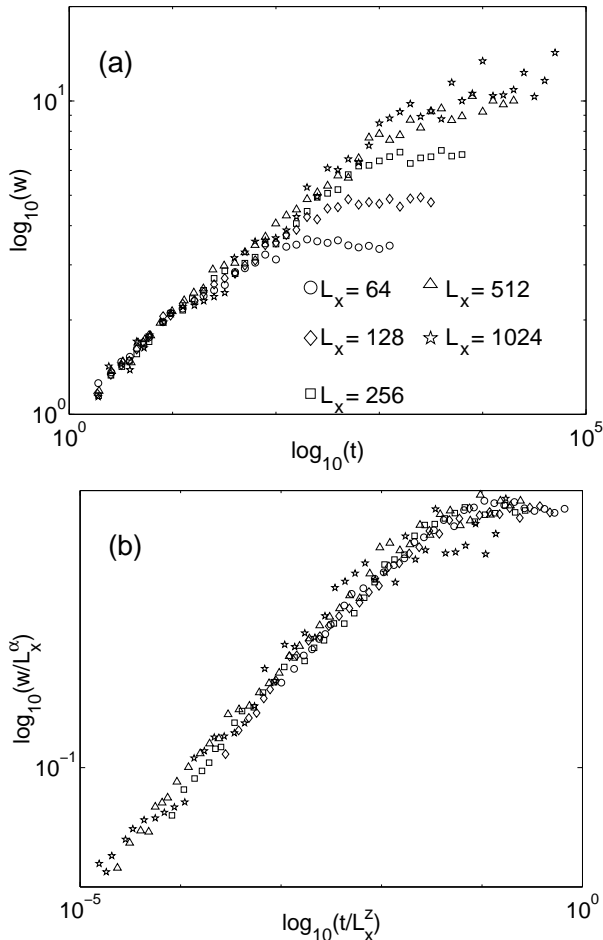 (a)
10^1
log_10(w)
L_x= 64
L_x= 512
L_x= 128
L_x= 1024
L_x= 256
10^0
10^0
10^5
log_10(t)
(b)
log_10(w/L_x^α)
10^-1
10^-5
10^0
log_10(t/L_x^z)